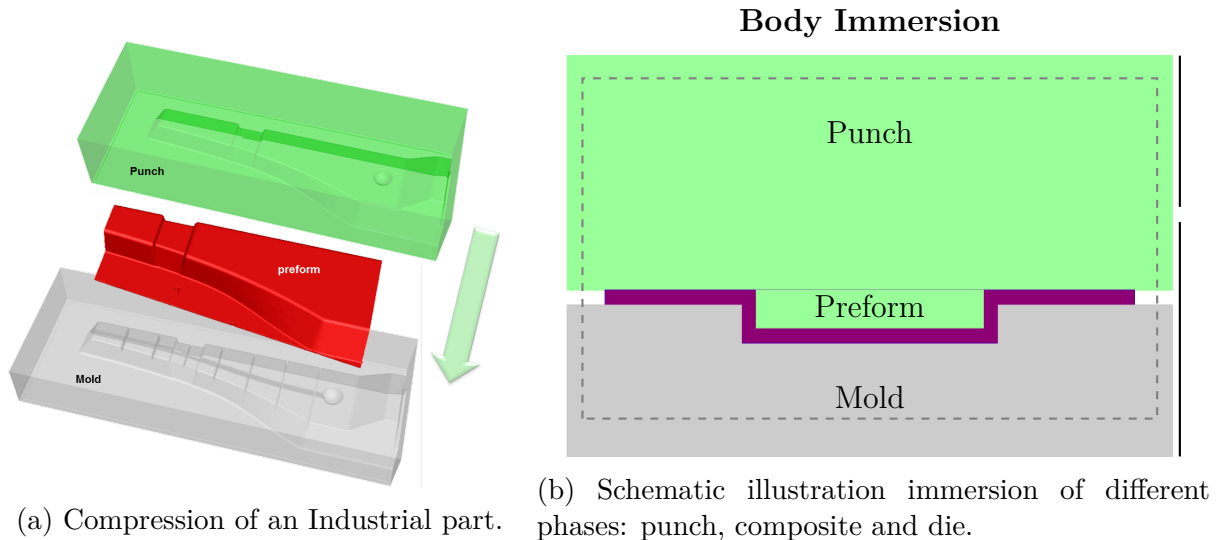 Punch
preform
Mold
(a) Compression of an Industrial part.
Body Immersion
Punch
Preform
Mold
(b) Schematic illustration immersion of different
phases: punch, composite and die.